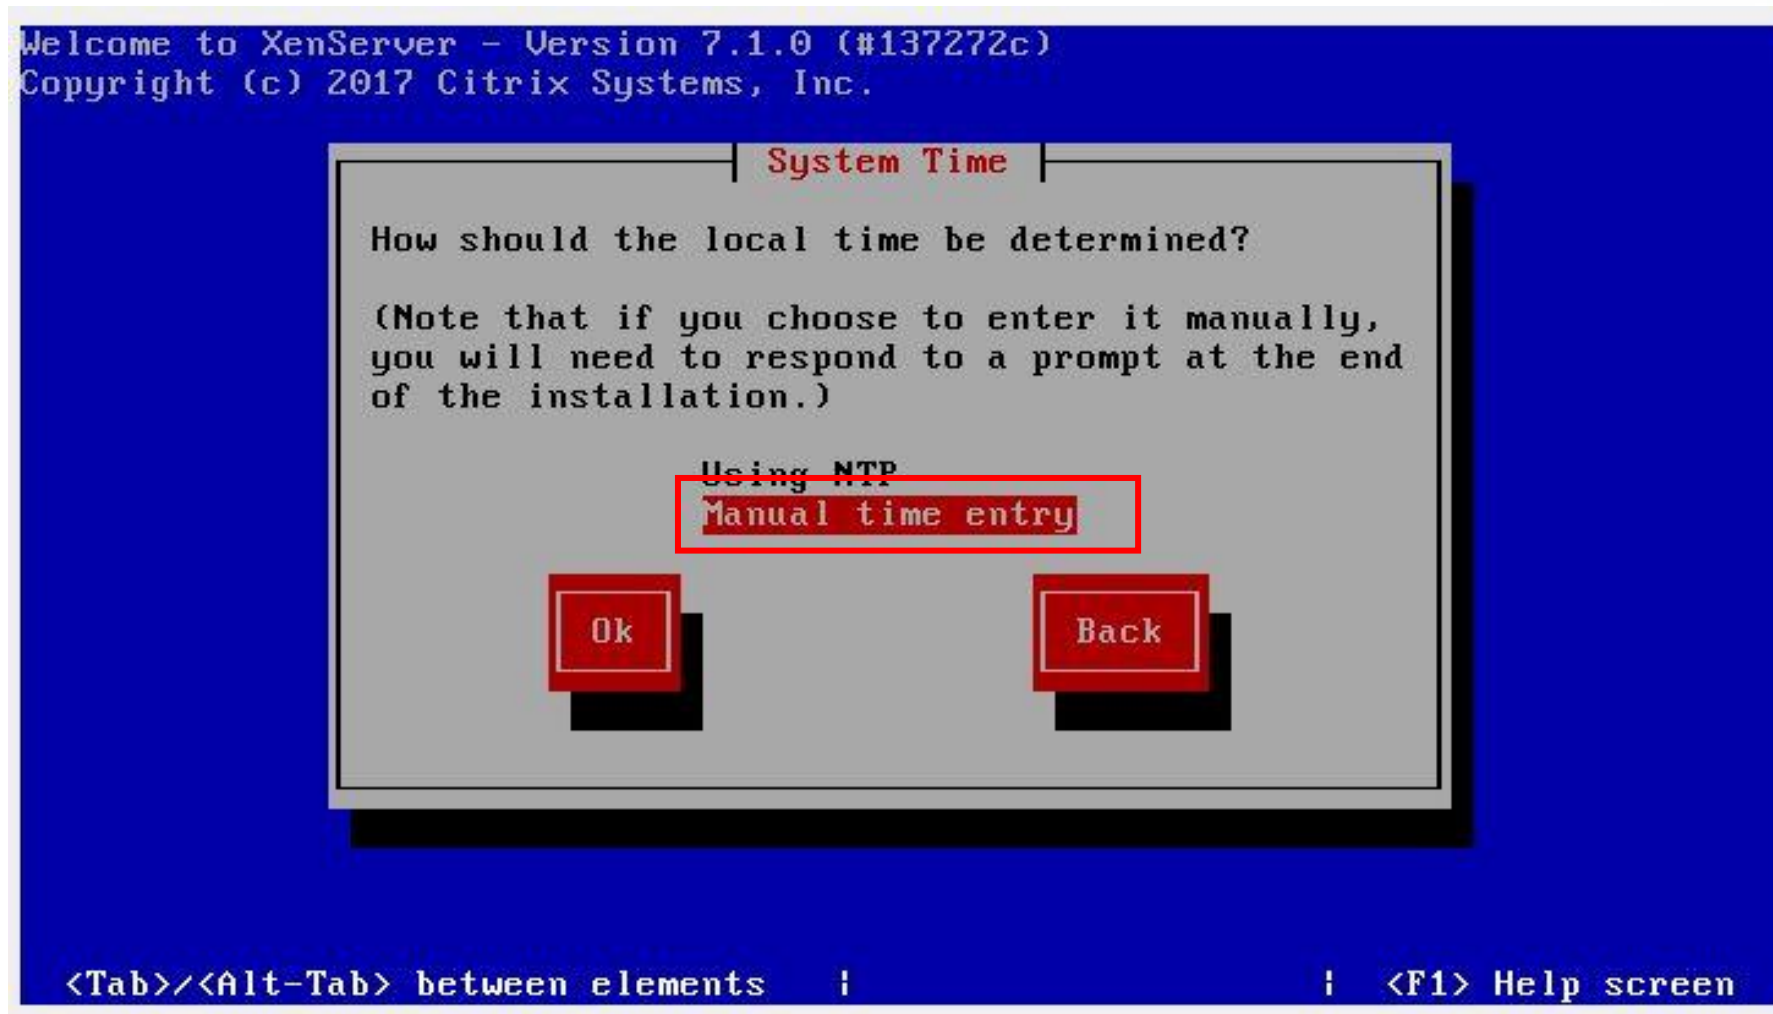 Welcome to XenServer - Version 7.1.0 (#137272c)
Copyright (c) 2017 Citrix Systems, Inc.
System Time
How should the local time be determined?
(Note that if you choose to enter it manually,
you will need to respond to a prompt at the end
of the installation.)
Using NTP
Manual time entry
Ok Back
<Tab>/<Alt-Tab> between elements | | <F1> Help screen